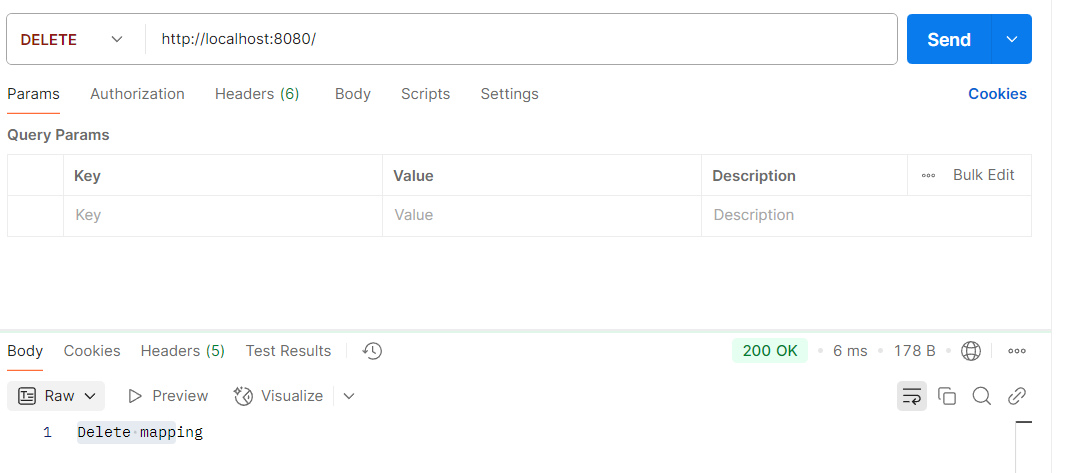 DELETE http://localhost:8080/ Send
Params Authorization Headers (6) Body Scripts Settings Cookies
Query Params
Key Value Description Bulk Edit
Key Value Description
Body Cookies Headers (5) Test Results 200 OK 6 ms 178 B
Raw Preview Visualize
1 Delete mapping